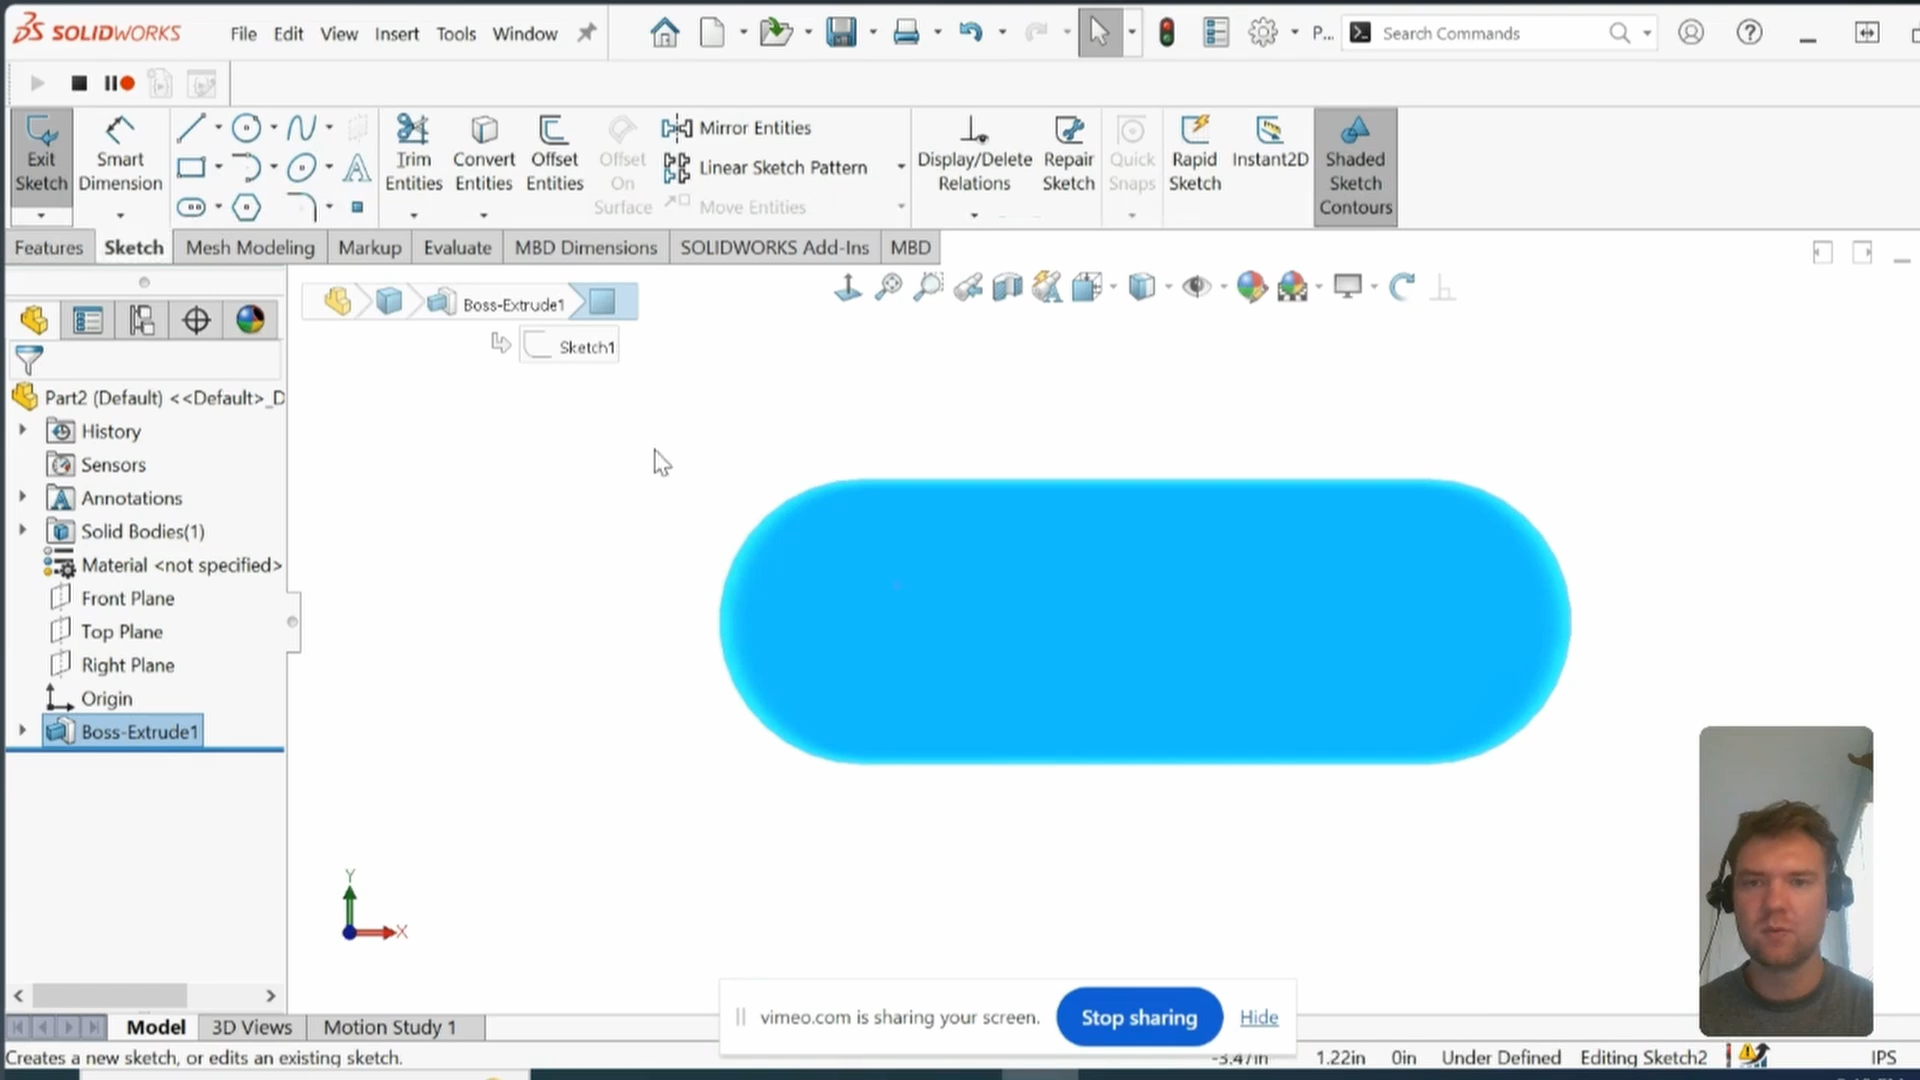 SOLIDWORKS File Edit View Insert Tools Window P... Search Commands
Exit Sketch
Smart Dimension
Trim Entities
Convert Entities
Offset Entities
Offset On Surface
Mirror Entities
Linear Sketch Pattern
Move Entities
Display/Delete Relations
Repair Sketch
Quick Snaps
Rapid Sketch
Instant2D
Shaded Sketch Contours
Features Sketch Mesh Modeling Markup Evaluate MBD Dimensions SOLIDWORKS Add-Ins MBD
Boss-Extrude1
Sketch1
Part2 (Default) <<Default>_D
History
Sensors
Annotations
Solid Bodies(1)
Material <not specified>
Front Plane
Top Plane
Right Plane
Origin
Boss-Extrude1
Y
X
vimeo.com is sharing your screen. Stop sharing Hide
Model 3D Views Motion Study 1
Creates a new sketch, or edits an existing sketch. -3.47in 1.22in 0in Under Defined Editing Sketch2 IPS